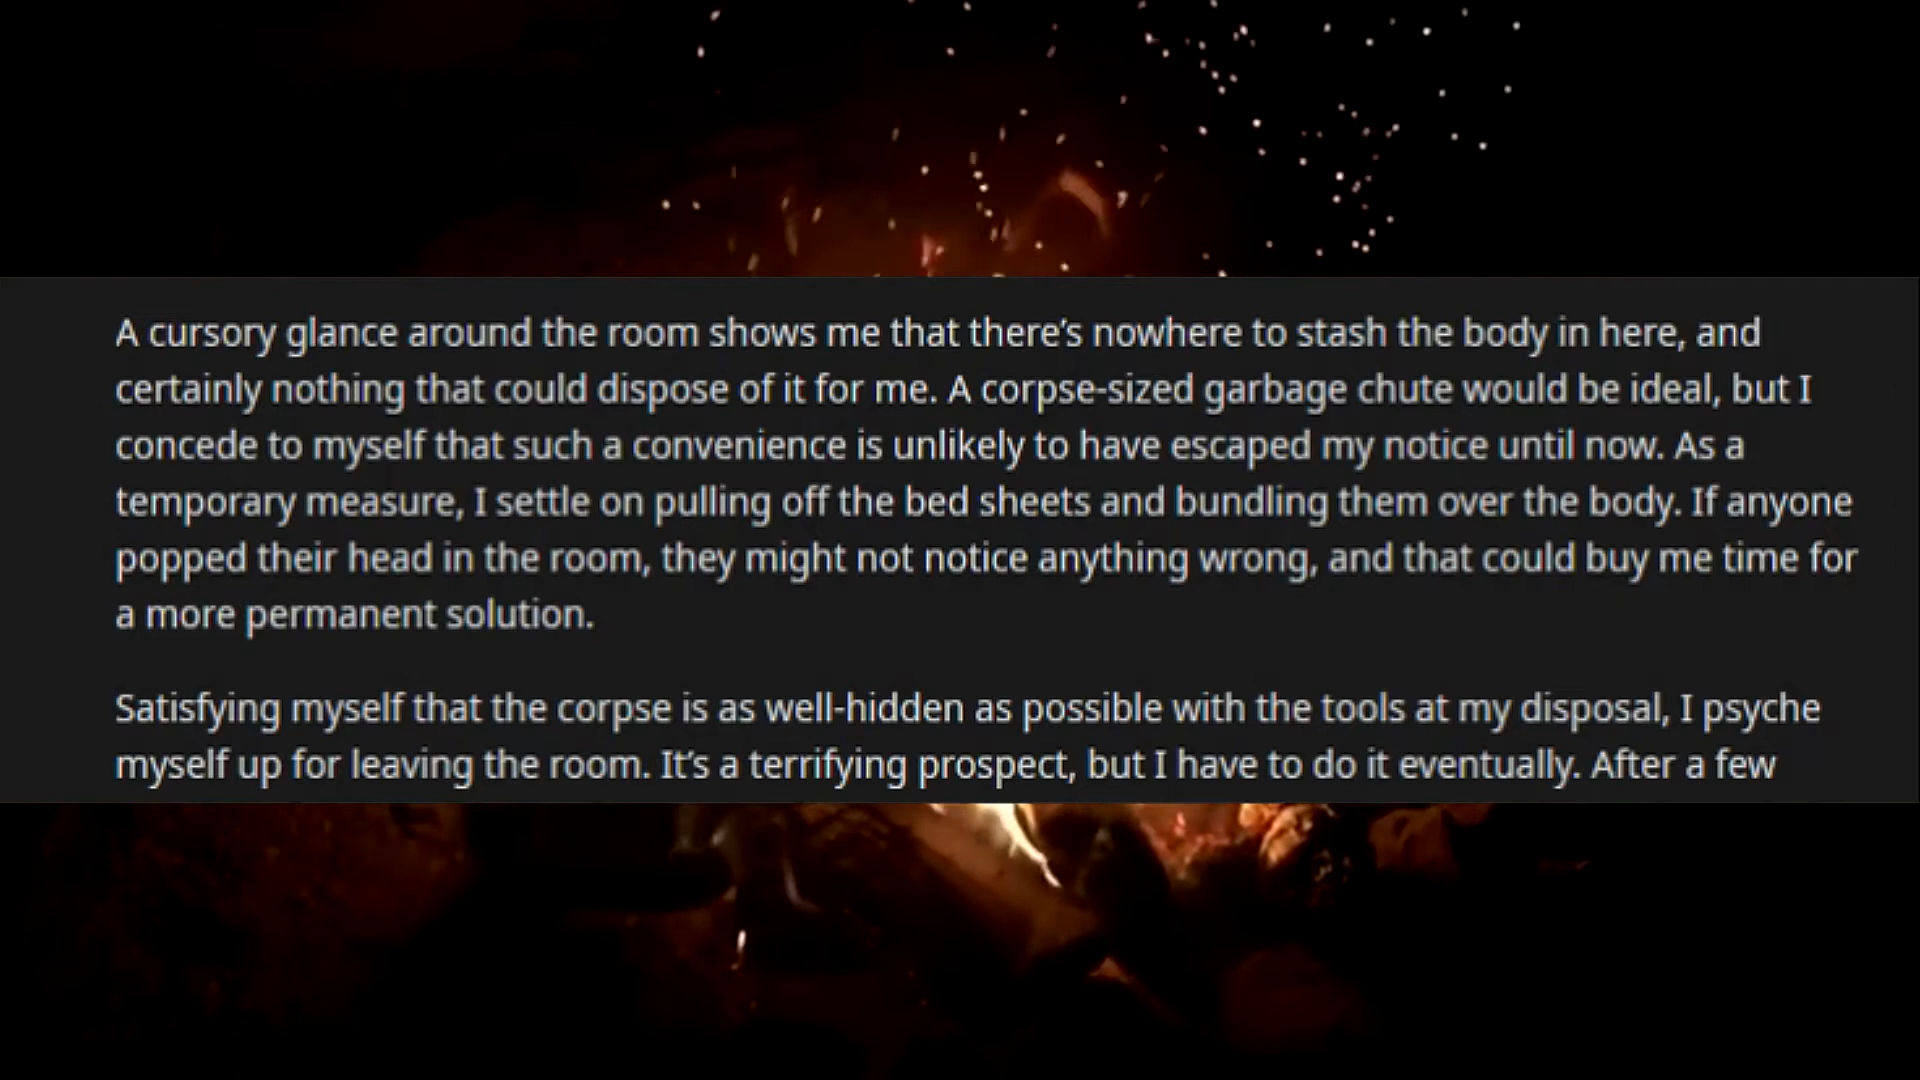 A cursory glance around the room shows me that there's nowhere to stash the body in here, and
certainly nothing that could dispose of it for me. A corpse-sized garbage chute would be ideal, but I
concede to myself that such a convenience is unlikely to have escaped my notice until now. As a
temporary measure, I settle on pulling off the bed sheets and bundling them over the body. If anyone
popped their head in the room, they might not notice anything wrong, and that could buy me time for
a more permanent solution.
Satisfying myself that the corpse is as well-hidden as possible with the tools at my disposal, I psyche
myself up for leaving the room. It's a terrifying prospect, but I have to do it eventually. After a few